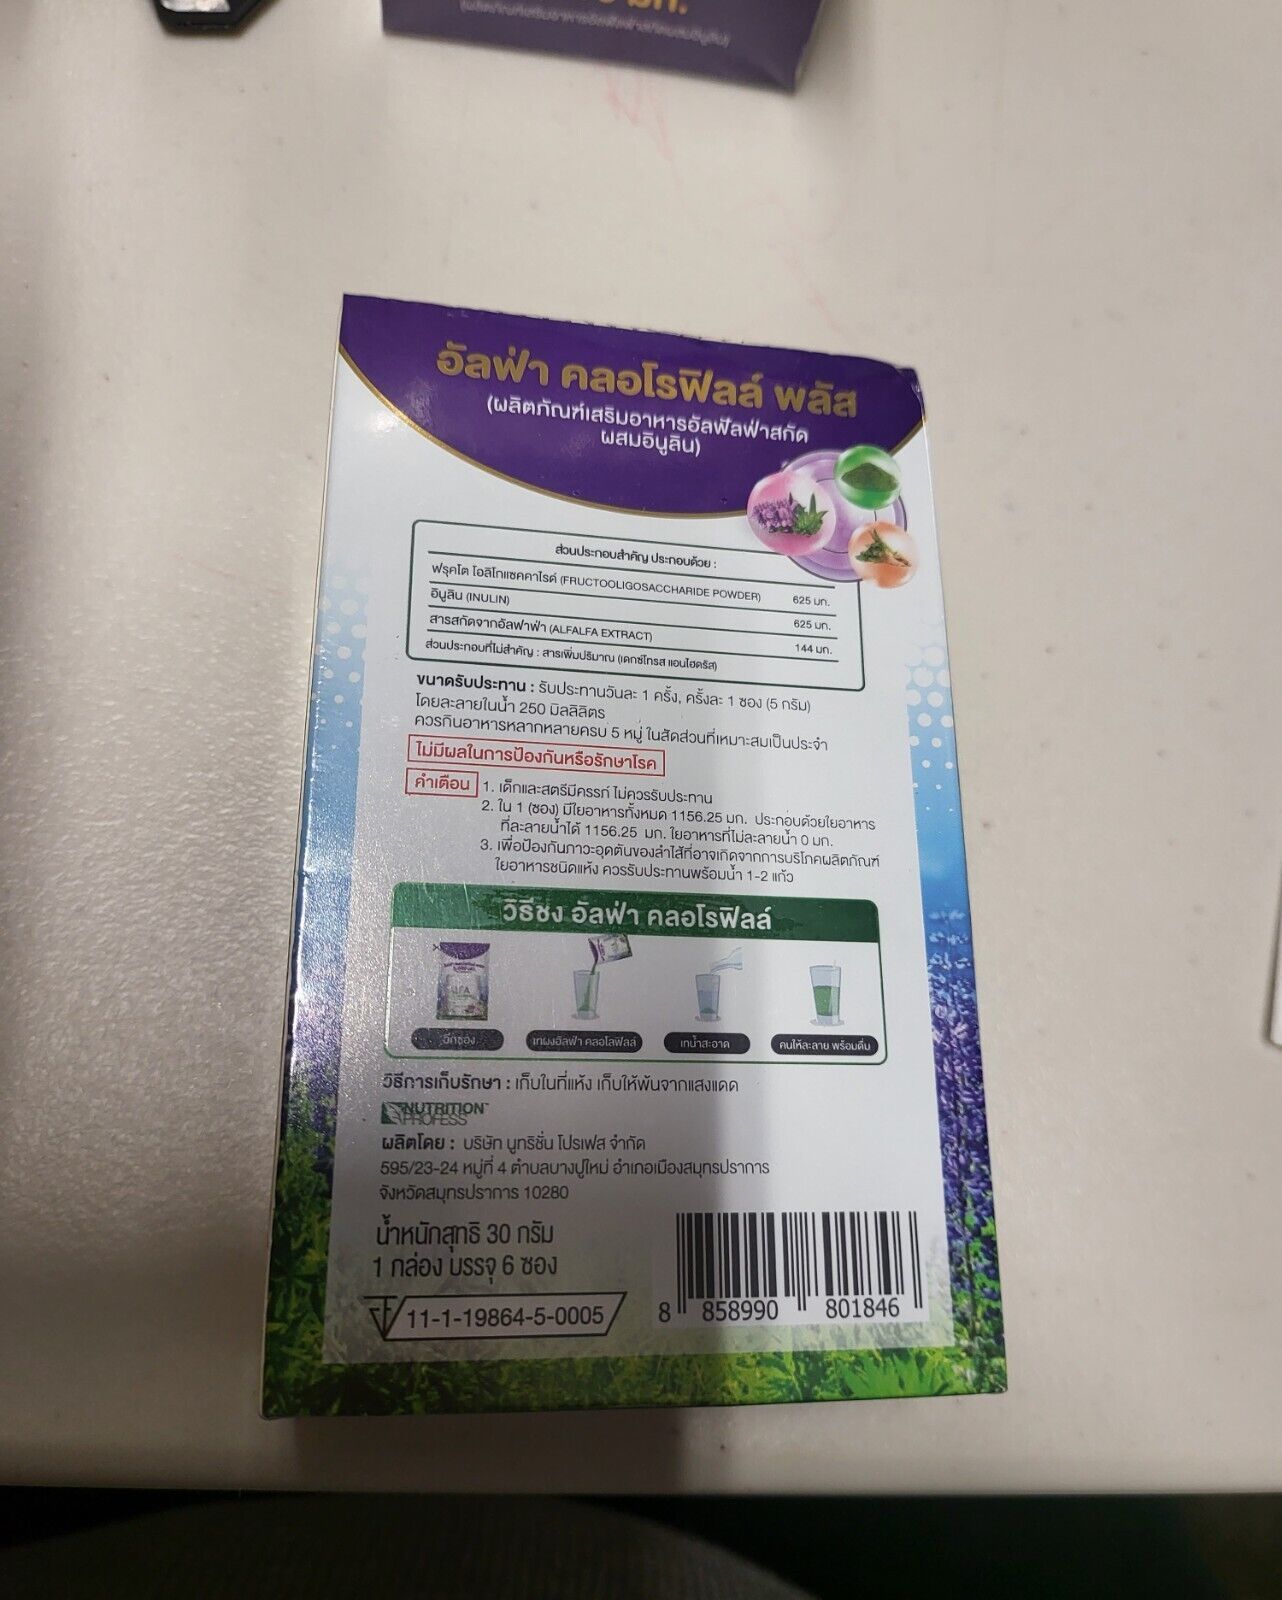 อัลฟ่า คลอโรฟิลล์ พลัส
(ผลิตภัณฑ์เสริมอาหารอัลฟัลฟ่าสกัด
ผสมอินูลิน)
ส่วนประกอบสำคัญ ประกอบด้วย :
ฟรุคโต โอลิโกแซคคาไรด์ (FRUCTOOLIGOSACCHARIDE POWDER) 625 มก.
อินูลิน (INULIN) 625 มก.
สารสกัดจากอัลฟาฟ่า (ALFALFA EXTRACT) 144 มก.
ส่วนประกอบที่ไม่สำคัญ : สารเพิ่มปริมาณ (เดกซ์โทรส แอนไฮดรัส)
ขนาดรับประทาน : รับประทานวันละ 1 ครั้ง, ครั้งละ 1 ซอง (5 กรัม)
โดยละลายในน้ำ 250 มิลลิลิตร
ควรกินอาหารหลากหลายครบ 5 หมู่ ในสัดส่วนที่เหมาะสมเป็นประจำ
ไม่มีผลในการป้องกันหรือรักษาโรค
คำเตือน 1. เด็กและสตรีมีครรภ์ ไม่ควรรับประทาน
2. ใน 1 (ซอง) มีใยอาหารทั้งหมด 1156.25 มก. ประกอบด้วยใยอาหาร
ที่ละลายน้ำได้ 1156.25 มก. ใยอาหารที่ไม่ละลายน้ำ 0 มก.
3. เพื่อป้องกันภาวะอุดตันของลำไส้ที่อาจเกิดจากการบริโภคผลิตภัณฑ์
ใยอาหารชนิดแห้ง ควรรับประทานพร้อมน้ำ 1-2 แก้ว
วิธีชง อัลฟ่า คลอโรฟิลล์
ฉีกซอง เทผงอัลฟ่า คลอโลฟิลล์ เทน้ำสะอาด คนให้ละลาย พร้อมดื่ม
วิธีการเก็บรักษา : เก็บในที่แห้ง เก็บให้พ้นจากแสงแดด
NUTRITION
PROFESS
ผลิตโดย : บริษัท นูทริชั่น โปรเฟส จำกัด
595/23-24 หมู่ที่ 4 ตำบลบางปูใหม่ อำเภอเมืองสมุทรปราการ
จังหวัดสมุทรปราการ 10280
น้ำหนักสุทธิ 30 กรัม
1 กล่อง บรรจุ 6 ซอง
11-1-19864-5-0005
8 858990 801846